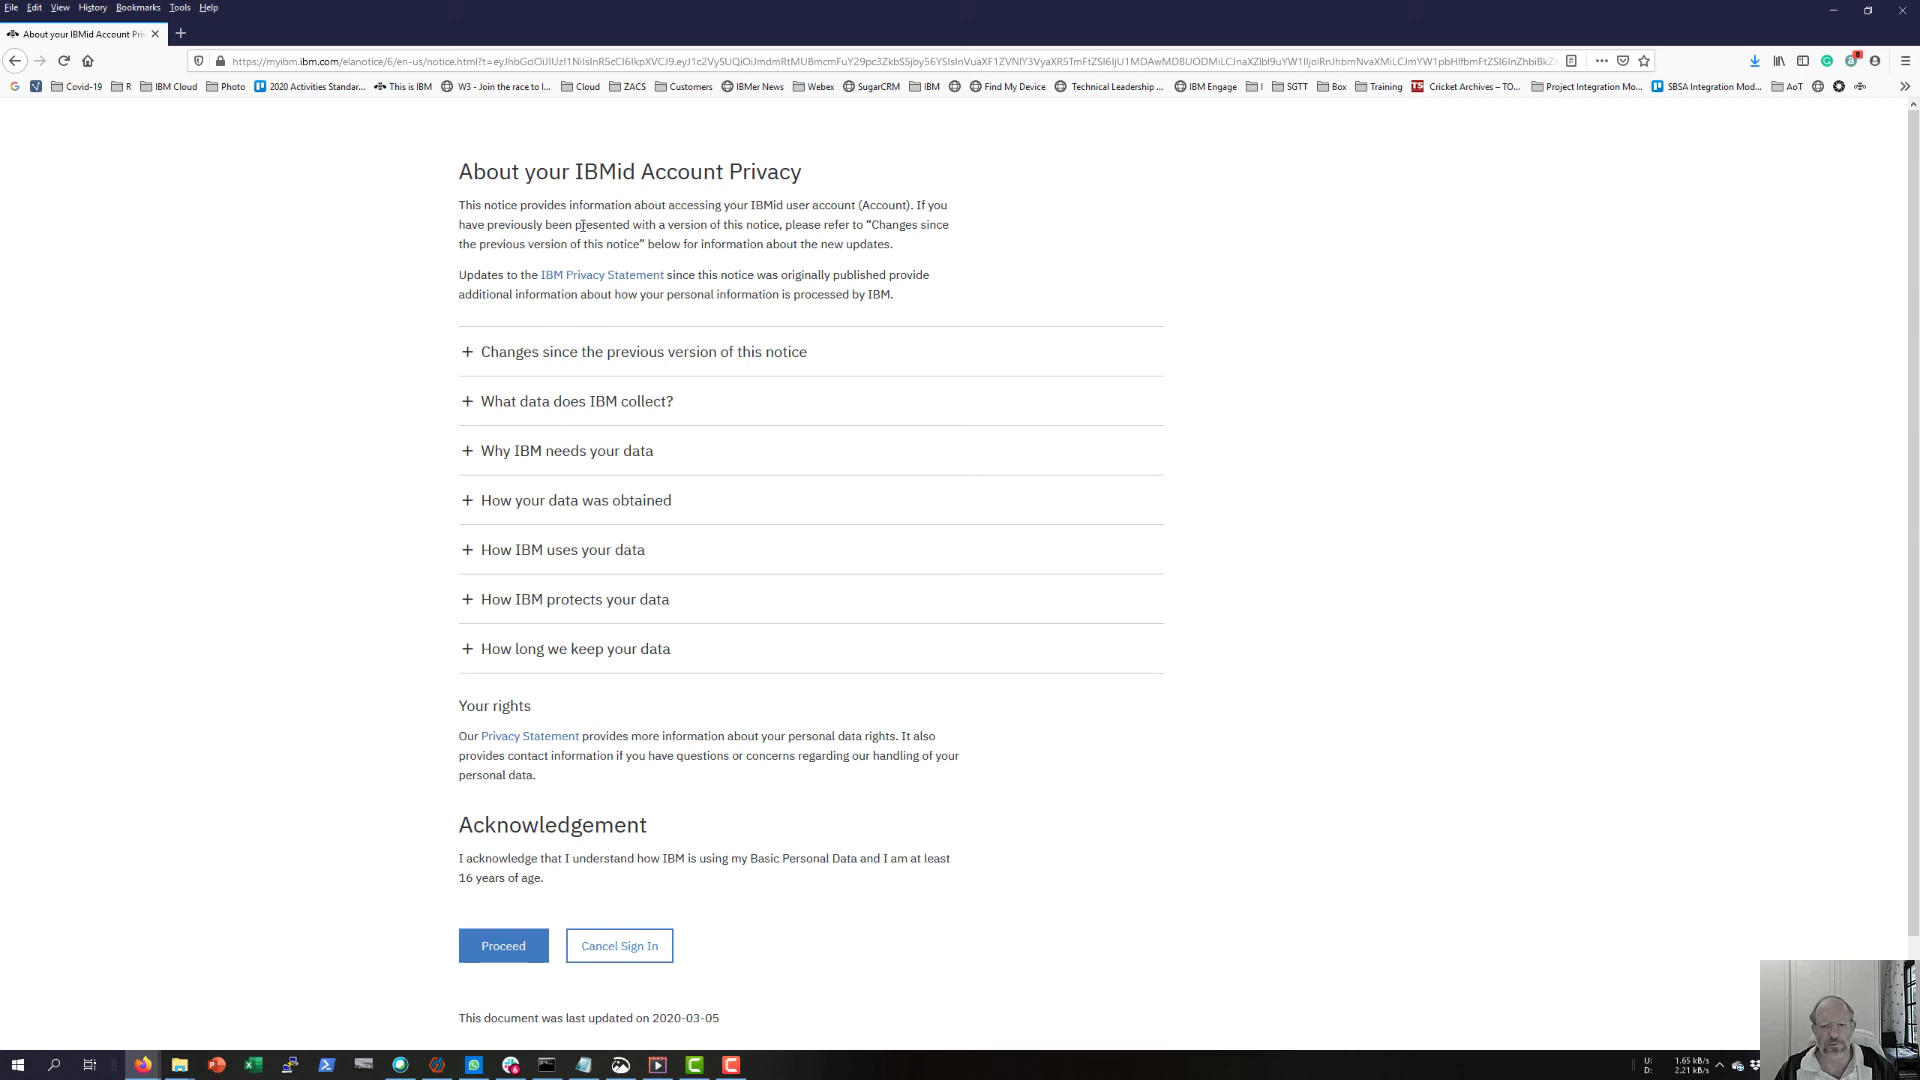 File Edit View History Bookmarks Tools Help
About your IBMid Account Priv
Covid-19 R IBM Cloud Photo 2020 Activities Standar... This is IBM W3 - Join the race to I... Cloud ZACS Customers IBMer News Webex SugarCRM IBM Find My Device Technical Leadership ... IBM Engage I SGTT Box Training Cricket Archives – TO... Project Integration Mo... SBSA Integration Mod... AoT
About your IBMid Account Privacy
This notice provides information about accessing your IBMid user account (Account). If you
have previously been presented with a version of this notice, please refer to “Changes since
the previous version of this notice” below for information about the new updates.
Updates to the IBM Privacy Statement since this notice was originally published provide
additional information about how your personal information is processed by IBM.
+ Changes since the previous version of this notice
+ What data does IBM collect?
+ Why IBM needs your data
+ How your data was obtained
+ How IBM uses your data
+ How IBM protects your data
+ How long we keep your data
Your rights
Our Privacy Statement provides more information about your personal data rights. It also
provides contact information if you have questions or concerns regarding our handling of your
personal data.
Acknowledgement
I acknowledge that I understand how IBM is using my Basic Personal Data and I am at least
16 years of age.
Proceed Cancel Sign In
This document was last updated on 2020-03-05
U: 1.65 kB/s
D: 2.21 kB/s